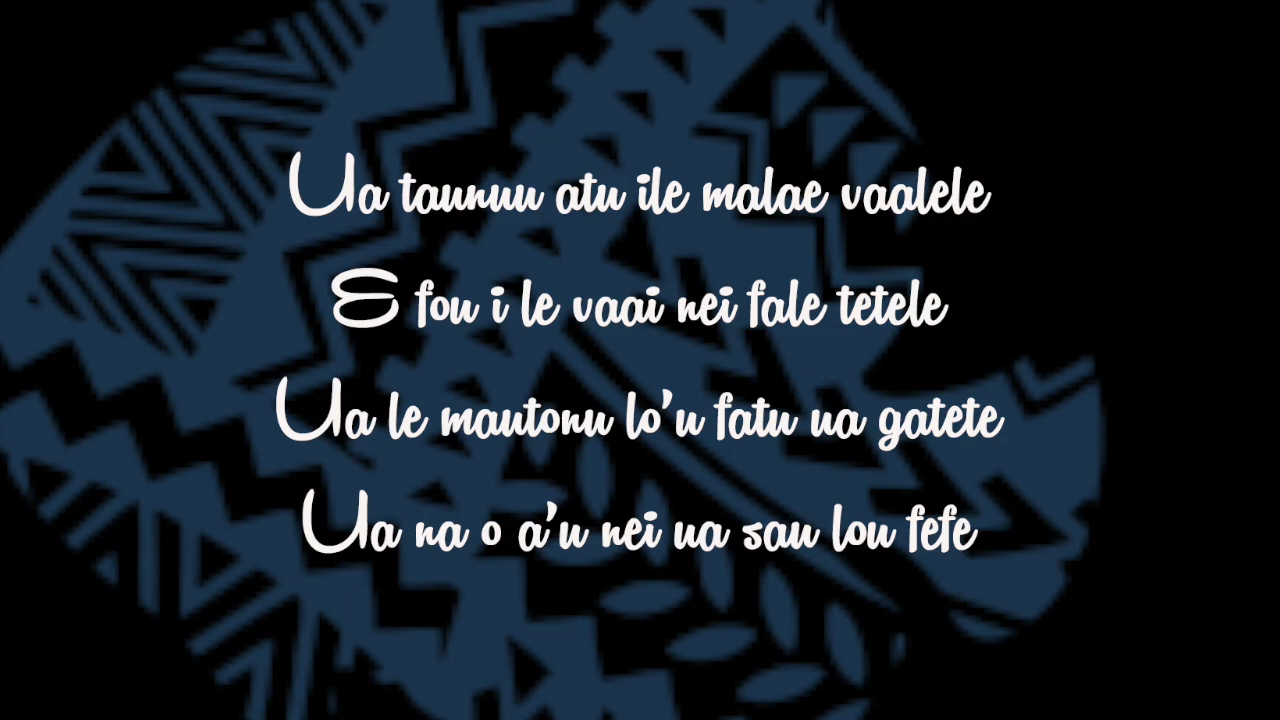 Ua taunuu atu ile malae vaalele
E fou i le vaai nei fale tetele
Ua le mautonu lo'u fatu ua gatete
Ua na o a'u nei ua sau lou fefe